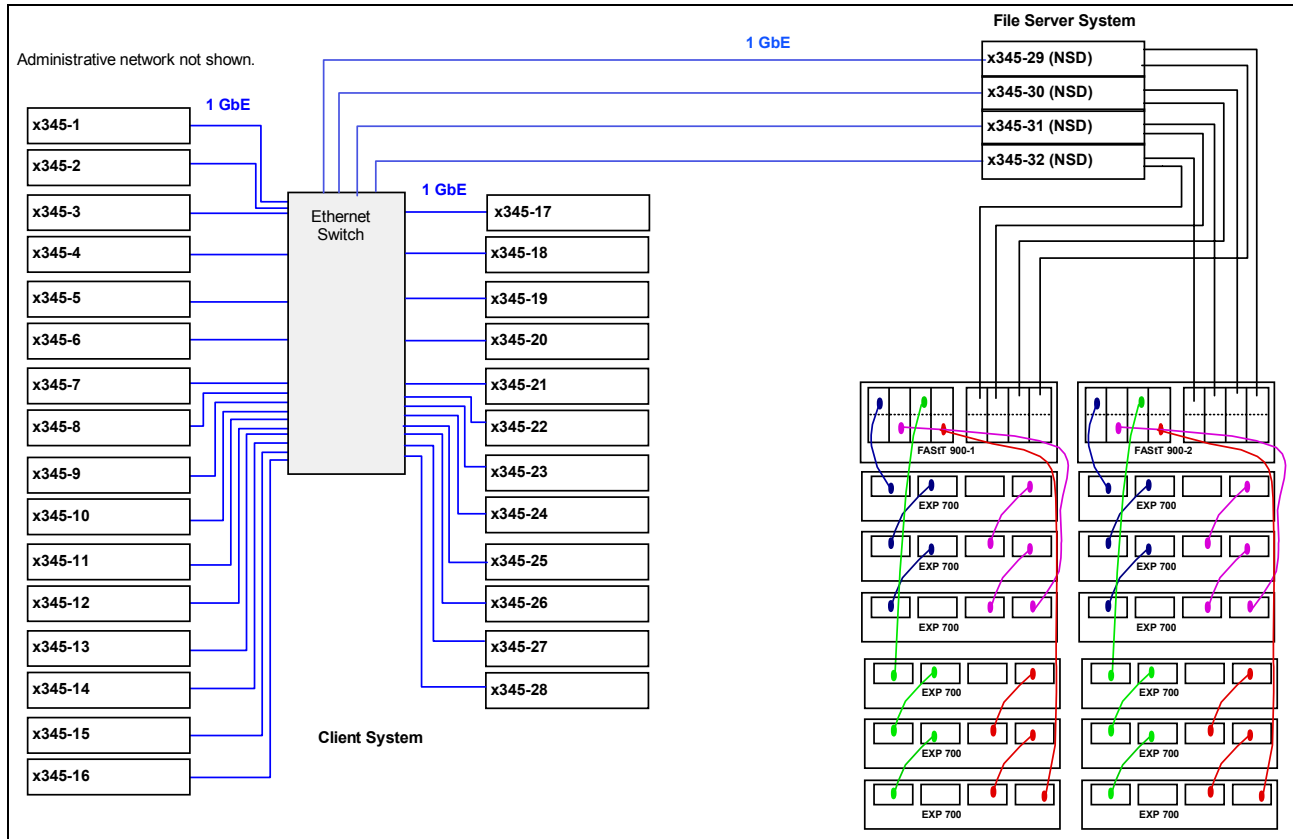 File Server System
Administrative network not shown.
1 GbE
x345-29 (NSD)
x345-30 (NSD)
x345-31 (NSD)
x345-32 (NSD)
1 GbE
x345-1
x345-2
x345-3
x345-4
x345-5
x345-6
x345-7
x345-8
x345-9
x345-10
x345-11
x345-12
x345-13
x345-14
x345-15
x345-16
Ethernet
Switch
1 GbE
x345-17
x345-18
x345-19
x345-20
x345-21
x345-22
x345-23
x345-24
x345-25
x345-26
x345-27
x345-28
Client System
FAStT 900-1
EXP 700
EXP 700
EXP 700
EXP 700
EXP 700
EXP 700
FAStT 900-2
EXP 700
EXP 700
EXP 700
EXP 700
EXP 700
EXP 700